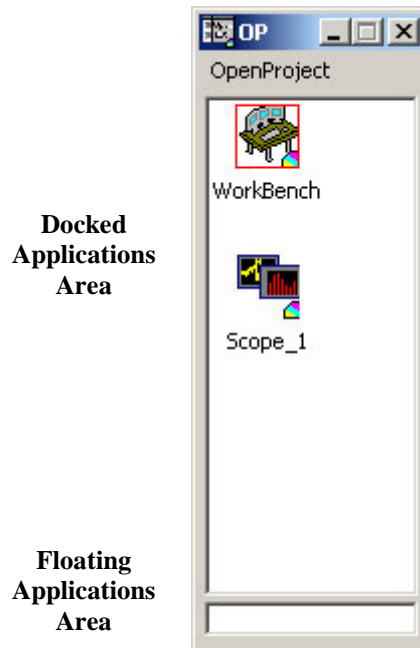 OP
OpenProject
WorkBench
Docked
Applications
Area
Scope_1
Floating
Applications
Area